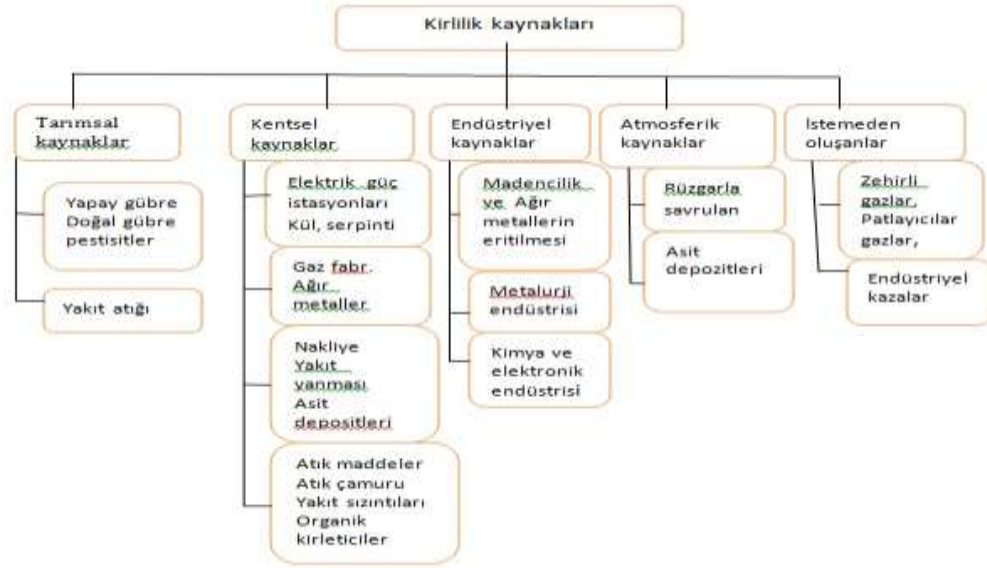 Kirlilik kaynakları
Tarımsal
kaynaklar
Yapay gübre
Doğal gübre
pestisitler
Yakıt atığı
Kentsel
kaynaklar
Elektrik güç
istasyonları
Kül, serpinti
Gaz fabr.
Ağır
metaller
Nakliye
Yakıt
yanması
Asit
depositleri
Atık maddeler
Atık çamuru
Yakıt sızıntıları
Organik
kirleticiler
Endüstriyel
kaynaklar
Madencilik
ve Ağır
metallerin
eritilmesi
Metalurji
endüstrisi
Kimya ve
elektronik
endüstrisi
Atmosferik
kaynaklar
Rüzgarla
savrulan
Asit
depozitleri
İstemeden
oluşanlar
Zehirli
gazlar,
Patlayıcılar
gazlar,
Endüstriyel
kazalar